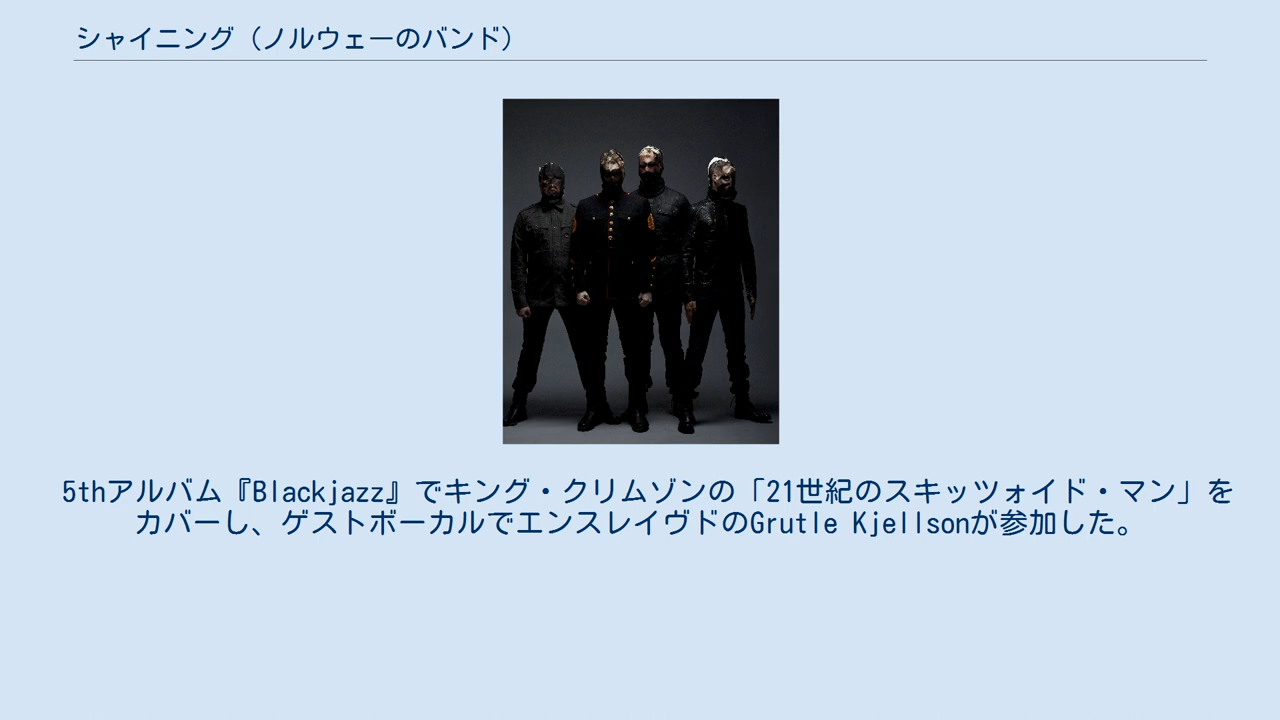 シャイニング（ノルウェーのバンド）
5thアルバム『Blackjazz』でキング・クリムゾンの「21世紀のスキッツォイド・マン」を
カバーし、ゲストボーカルでエンスレイヴドのGrutle Kjellsonが参加した。